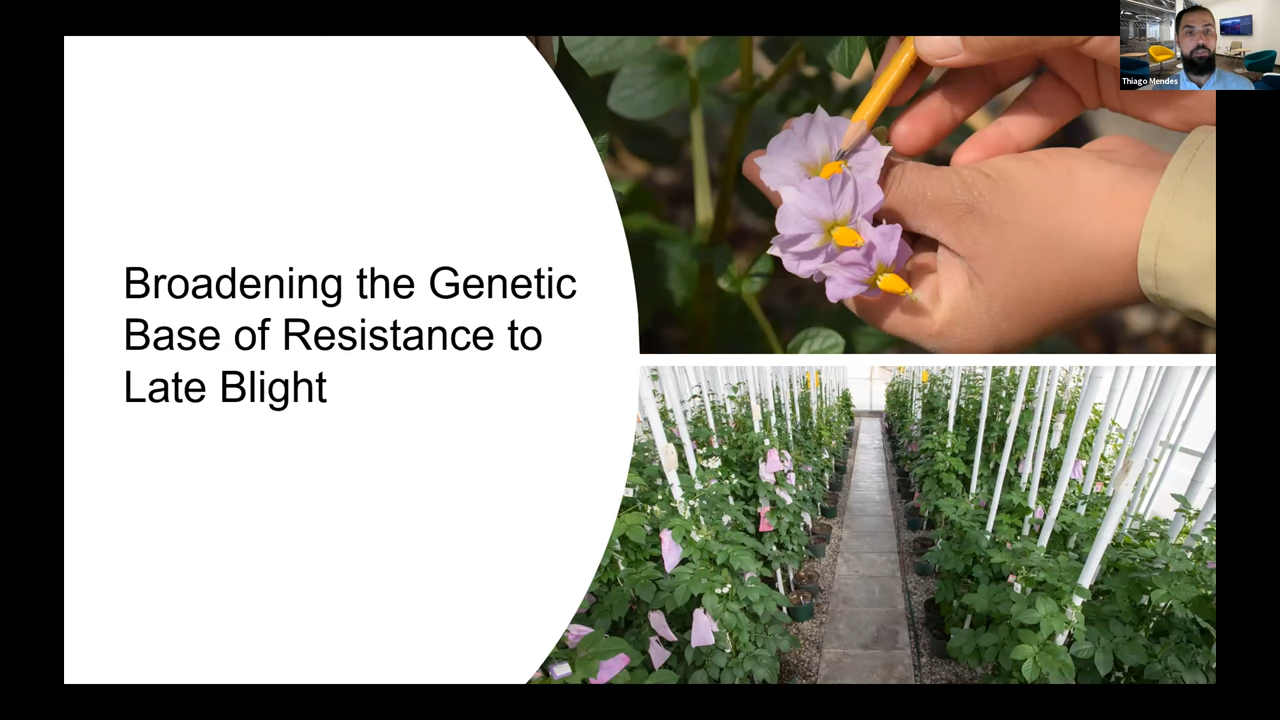 Thiago Mendes
Broadening the Genetic
Base of Resistance to
Late Blight